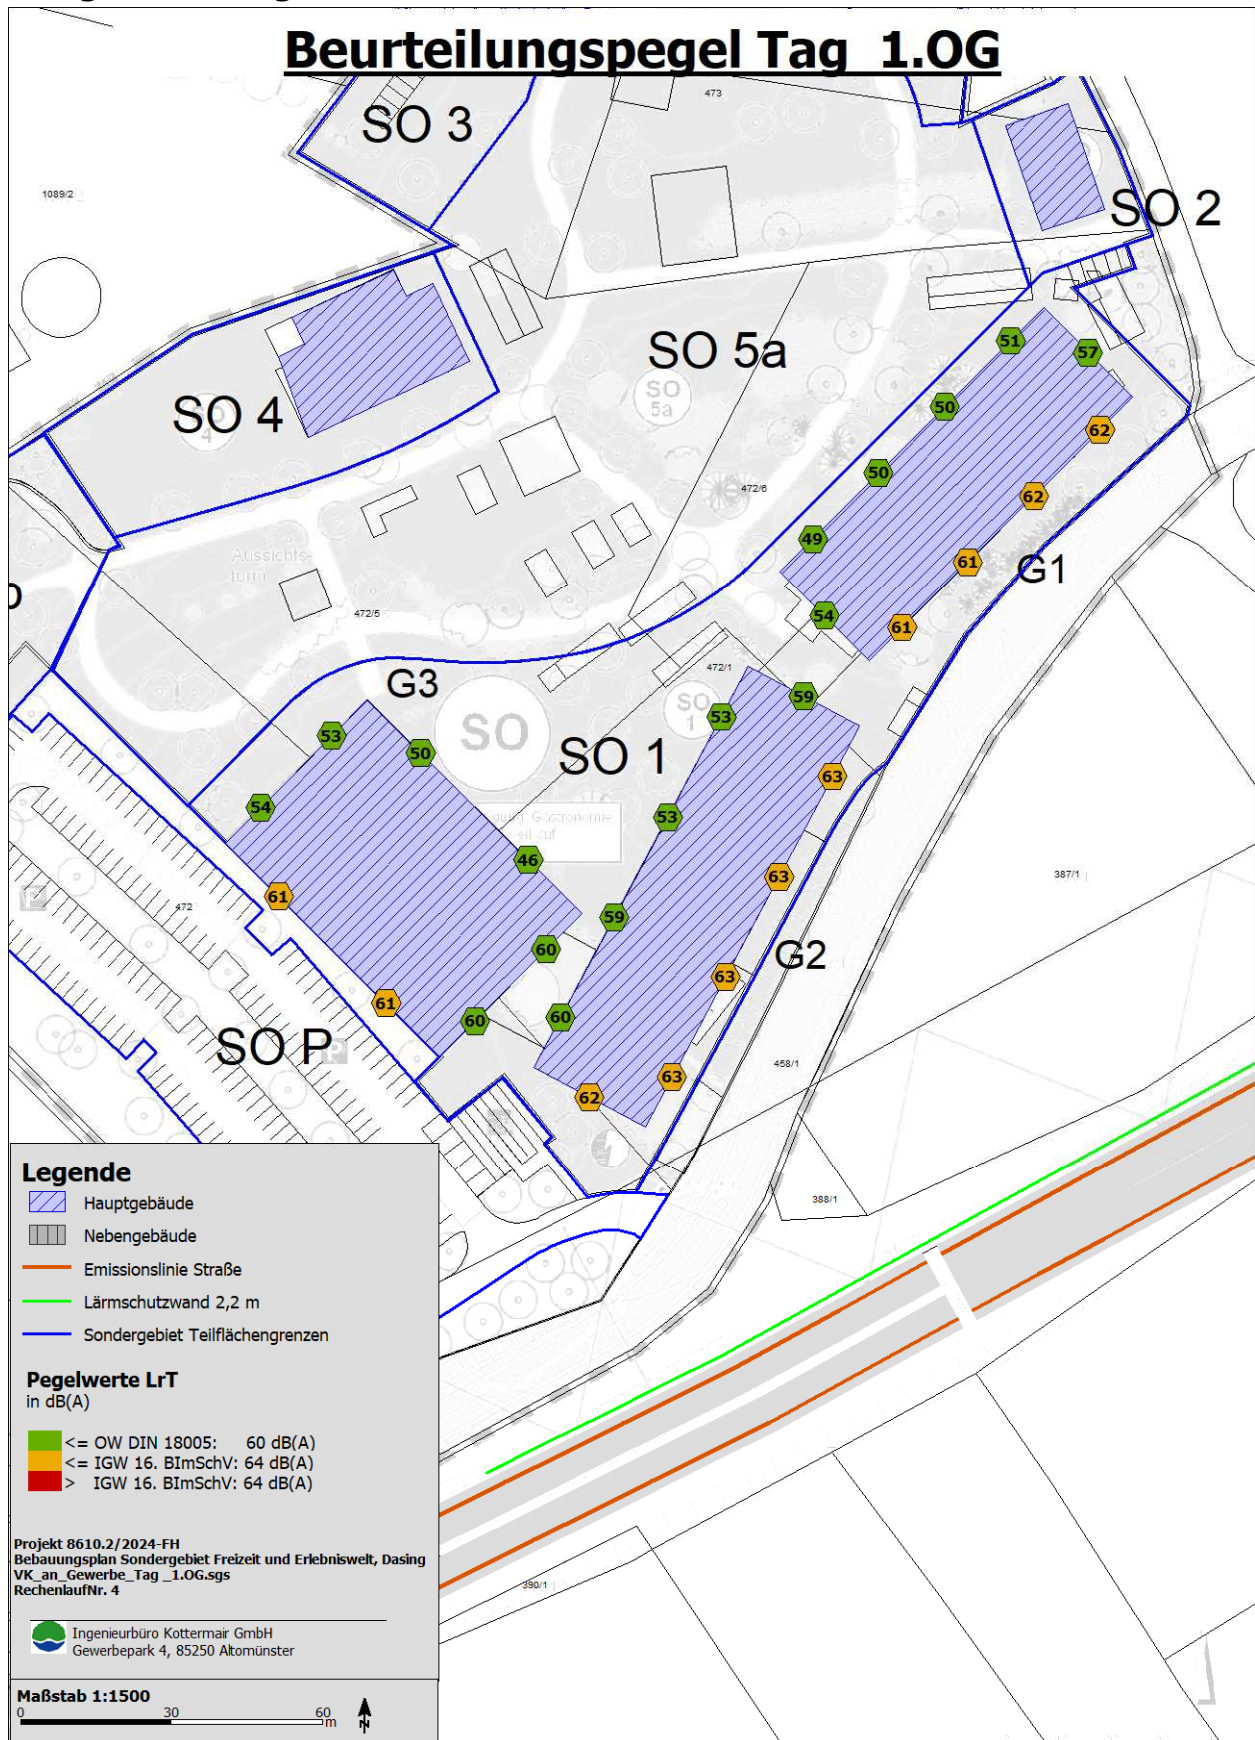 Beurteilungspegel Tag 1.OG
473
SO 3
1089/2
SO 2
SO 5a
SO
5a
51
57
50
SO 4
62
50
472/6
62
49
Aussichts-
turm
61
G1
472/5
54
61
472/1
G3
59
SO
1
53
53
SO
SO 1
50
63
54
53
Gastronomie
46
63
387/1
61
472
59
60
G2
63
61
60
60
SO P
P
458/1
63
62
388/1
Legende
Hauptgebäude
Nebengebäude
Emissionslinie Straße
Lärmschutzwand 2,2 m
Sondergebiet Teilflächengrenzen
Pegelwerte LrT
in dB(A)
<= OW DIN 18005: 60 dB(A)
<= IGW 16. BImSchV: 64 dB(A)
> IGW 16. BImSchV: 64 dB(A)
Projekt 8610.2/2024-FH
Bebauungsplan Sondergebiet Freizeit und Erlebniswelt, Dasing
VK_an_Gewerbe_Tag _1.OG.sgs
RechenlaufNr. 4
390/1
Ingenieurbüro Kottermair GmbH
Gewerbepark 4, 85250 Altomünster
Maßstab 1:1500
0 30 60
m
N